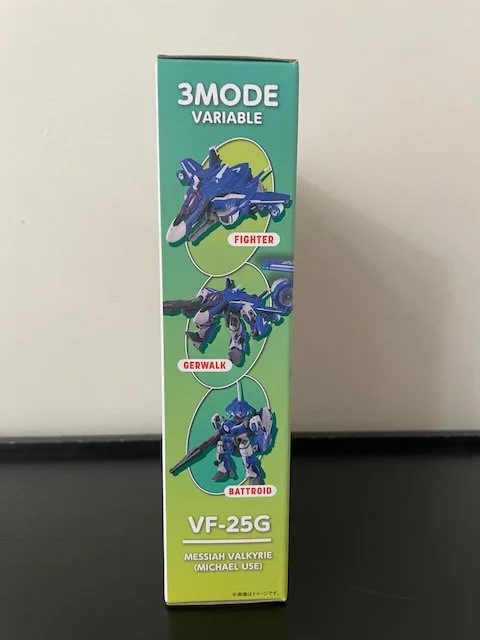 3MODE
VARIABLE
FIGHTER
GERWALK
BATTROID
VF-25G
MESSIAH VALKYRIE
(MICHAEL USE)
※画像はイメージです。